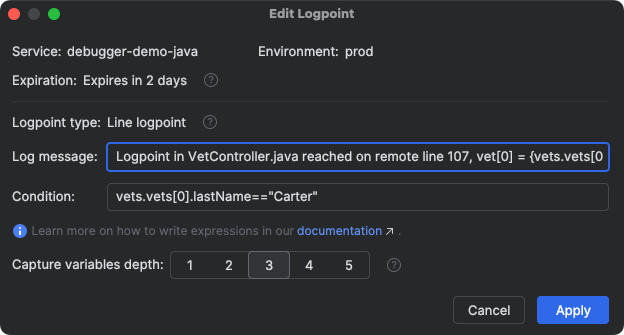 Edit Logpoint
Service: debugger-demo-java Environment: prod
Expiration: Expires in 2 days ?
Logpoint type: Line logpoint ?
Log message: Logpoint in VetController.java reached on remote line 107, vet[0] = {vets.vets[0
Condition: vets.vets[0].lastName=="Carter"
Learn more on how to write expressions in our documentation ↗ .
Capture variables depth: 1 2 3 4 5 ?
Cancel Apply